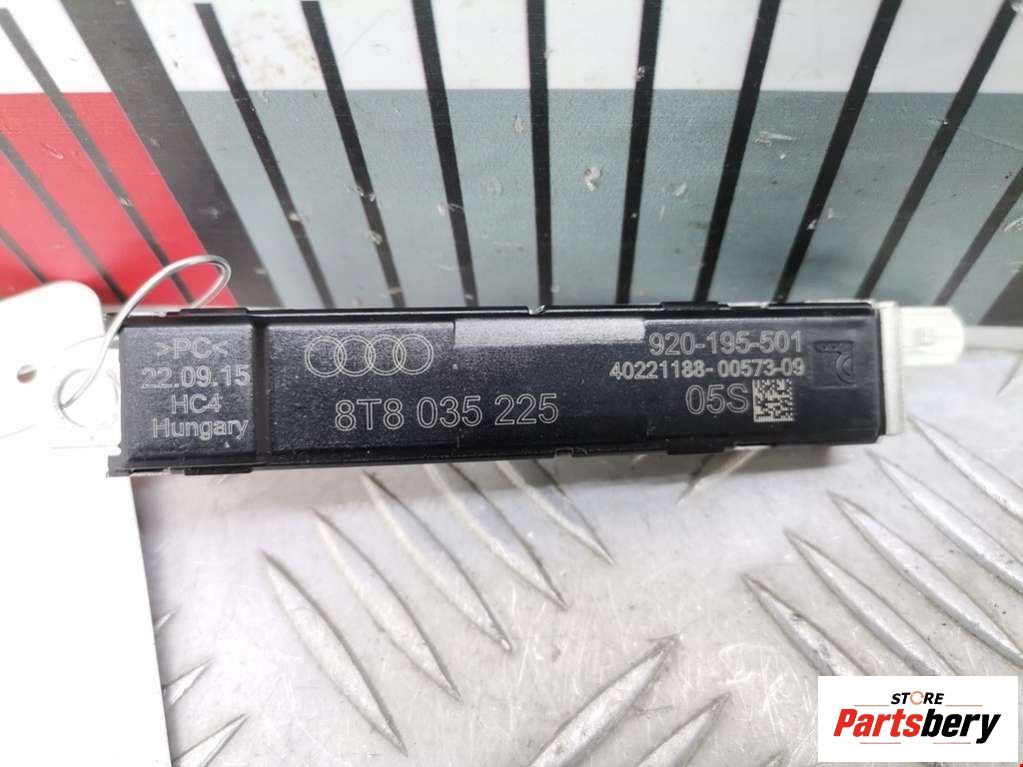 >PC<
22.09.15
HC4
Hungary
8T8 035 225
920-195-501
40221188-00573-09
05S
STORE
Partsbery